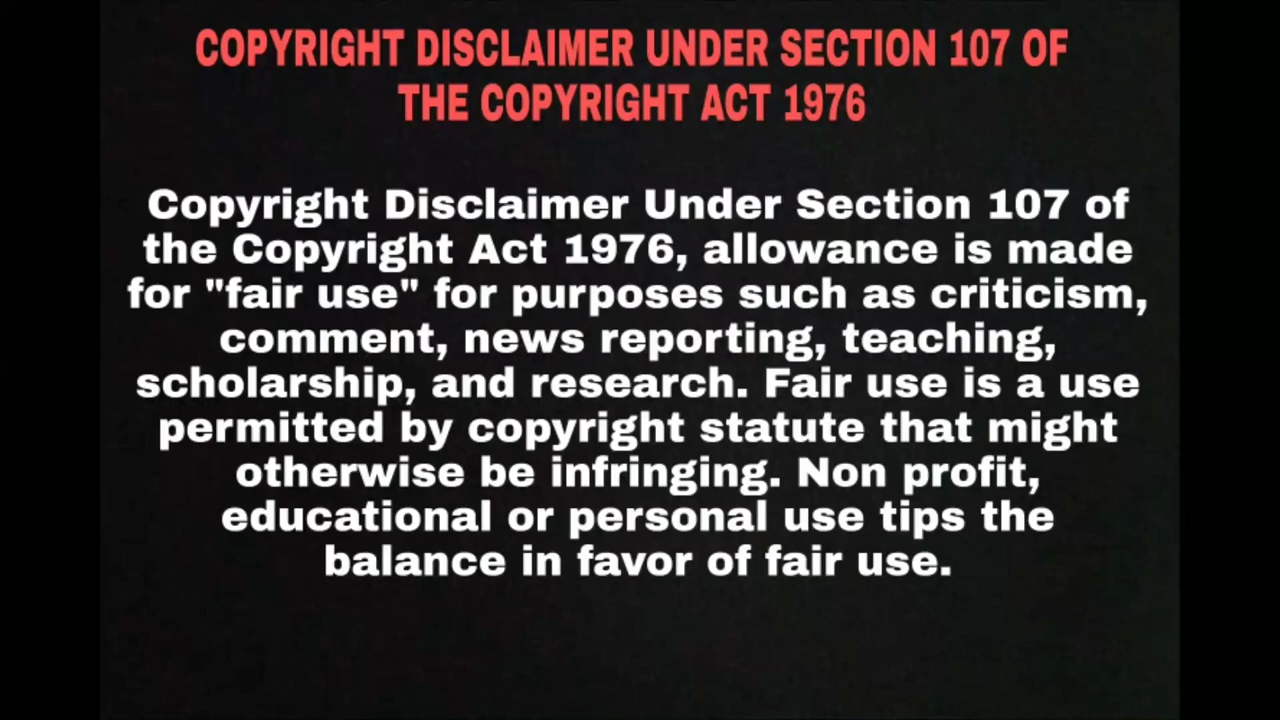 COPYRIGHT DISCLAIMER UNDER SECTION 107 OF
THE COPYRIGHT ACT 1976
Copyright Disclaimer Under Section 107 of
the Copyright Act 1976, allowance is made
for "fair use" for purposes such as criticism,
comment, news reporting, teaching,
scholarship, and research. Fair use is a use
permitted by copyright statute that might
otherwise be infringing. Non profit,
educational or personal use tips the
balance in favor of fair use.